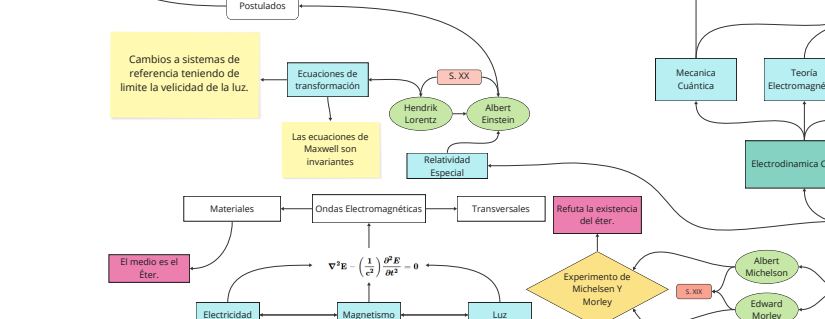 Postulados
Cambios a sistemas de
referencia teniendo de
limite la velicidad de la luz.
Ecuaciones de
transformación
S. XX
Hendrik
Lorentz
Albert
Einstein
Mecanica
Cuántica
Teoría
Las ecuaciones de
Maxwell son
invariantes
Relatividad
Especial
Electrodinamica
Materiales
Ondas Electromagnéticas
Transversales
Refuta la existencia
del éter.
El medio es el
Éter.
∇²E − (1/c²) ∂²E/∂t² = 0
Experimento de
Michelsen Y
Morley
Albert
Michelson
S. XIX
Edward
Morley
Electricidad
Magnetismo
Luz